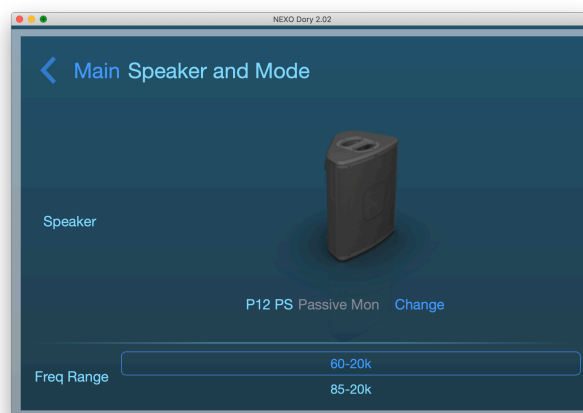 NEXO Dory 2.02
Main Speaker and Mode
Speaker
P12 PS Passive Mon Change
Freq Range
60-20k
85-20k